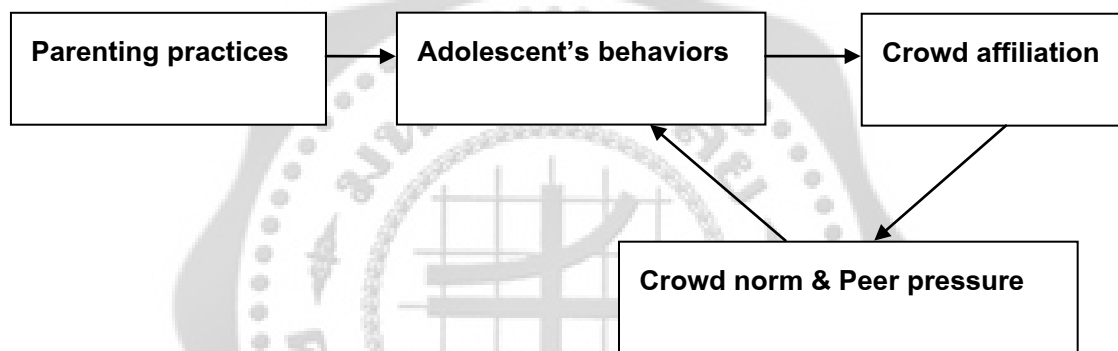 Parenting practices
Adolescent's behaviors
Crowd affiliation
Crowd norm & Peer pressure